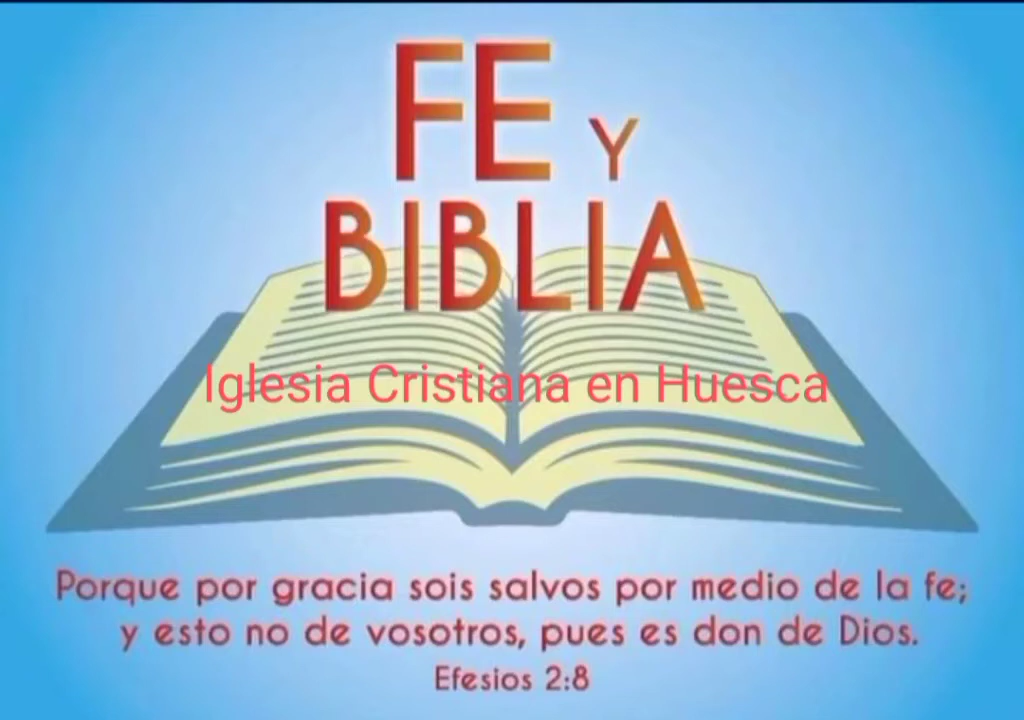 FE Y
BIBLIA
Iglesia Cristiana en Huesca
Porque por gracia sois salvos por medio de la fe;
y esto no de vosotros, pues es don de Dios.
Efesios 2:8